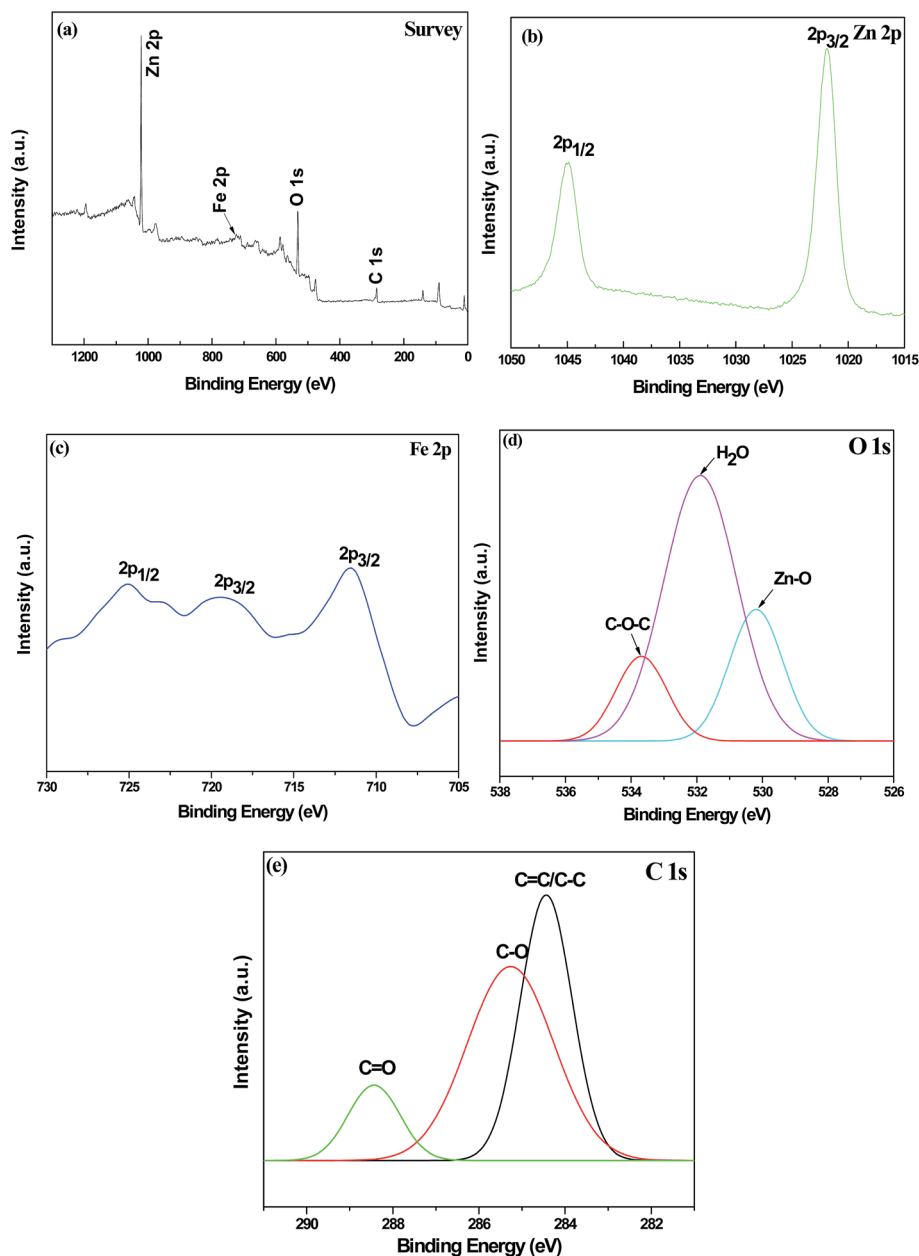 (a)
Survey
Zn 2p
Fe 2p
O 1s
C 1s
Intensity (a.u.)
1200 1000 800 600 400 200 0
Binding Energy (eV)
(b)
2p3/2 Zn 2p
2p1/2
Intensity (a.u.)
1050 1045 1040 1035 1030 1025 1020 1015
Binding Energy (eV)
(c)
Fe 2p
2p1/2
2p3/2
2p3/2
Intensity (a.u.)
730 725 720 715 710 705
Binding Energy (eV)
(d)
O 1s
H2O
Zn-O
C-O-C
Intensity (a.u.)
538 536 534 532 530 528 526
Binding Energy (eV)
(e)
C 1s
C=C/C-C
C-O
C=O
Intensity (a.u.)
290 288 286 284 282
Binding Energy (eV)